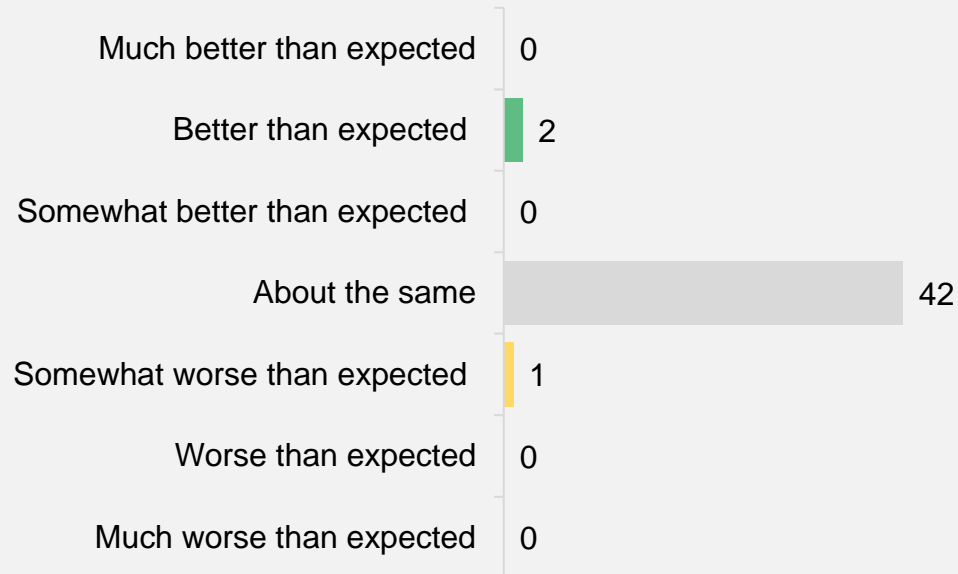 Much better than expected 0
Better than expected 2
Somewhat better than expected 0
About the same 42
Somewhat worse than expected 1
Worse than expected 0
Much worse than expected 0